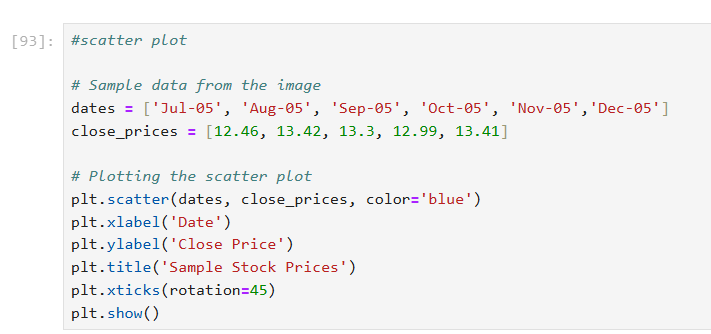 [93]: #scatter plot
# Sample data from the image
dates = ['Jul-05', 'Aug-05', 'Sep-05', 'Oct-05', 'Nov-05','Dec-05']
close_prices = [12.46, 13.42, 13.3, 12.99, 13.41]
# Plotting the scatter plot
plt.scatter(dates, close_prices, color='blue')
plt.xlabel('Date')
plt.ylabel('Close Price')
plt.title('Sample Stock Prices')
plt.xticks(rotation=45)
plt.show()